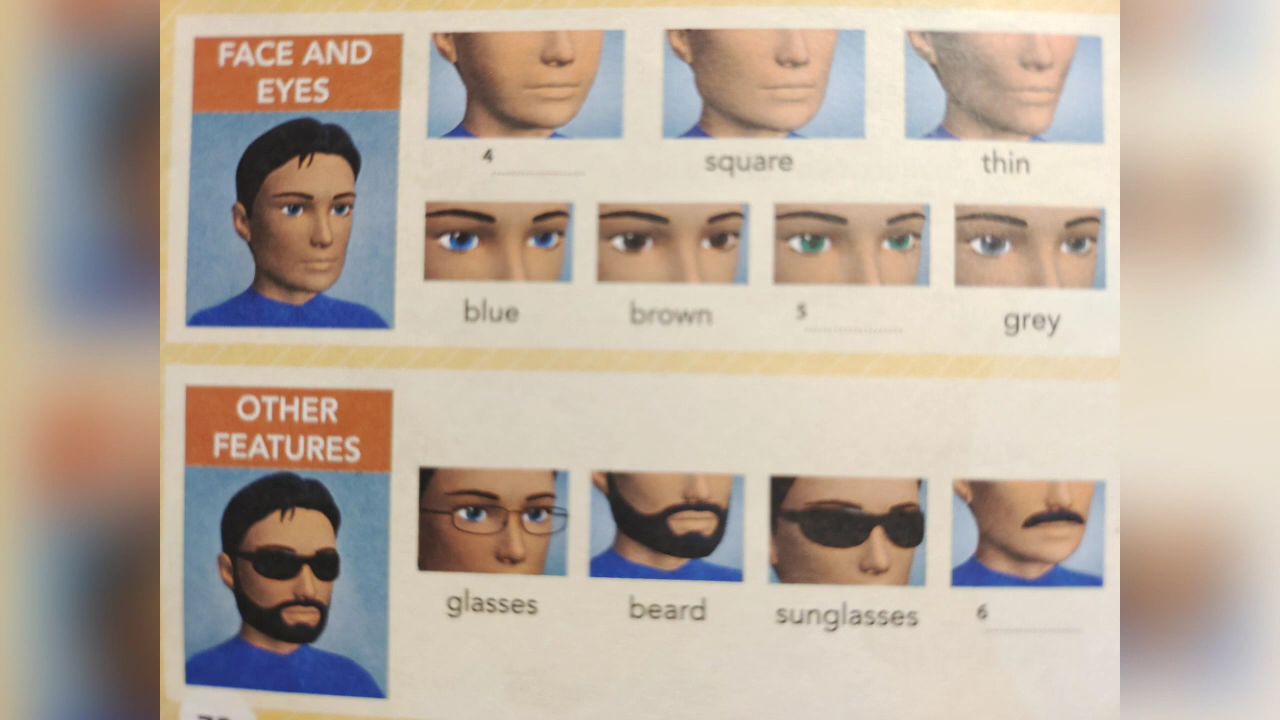 FACE AND
EYES
4
square
thin
blue
brown
5
grey
OTHER
FEATURES
glasses
beard
sunglasses
6